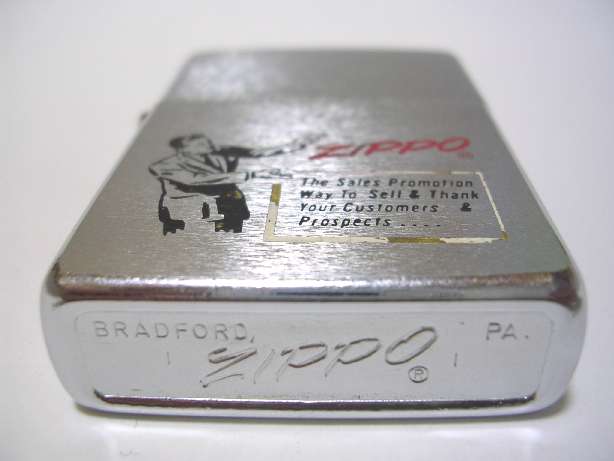 ZIPPO®
The Sales Promotion
Way To Sell & Thank
Your Customers &
Prospects . . . .
BRADFORD, PA.
| ZIPPO ® |